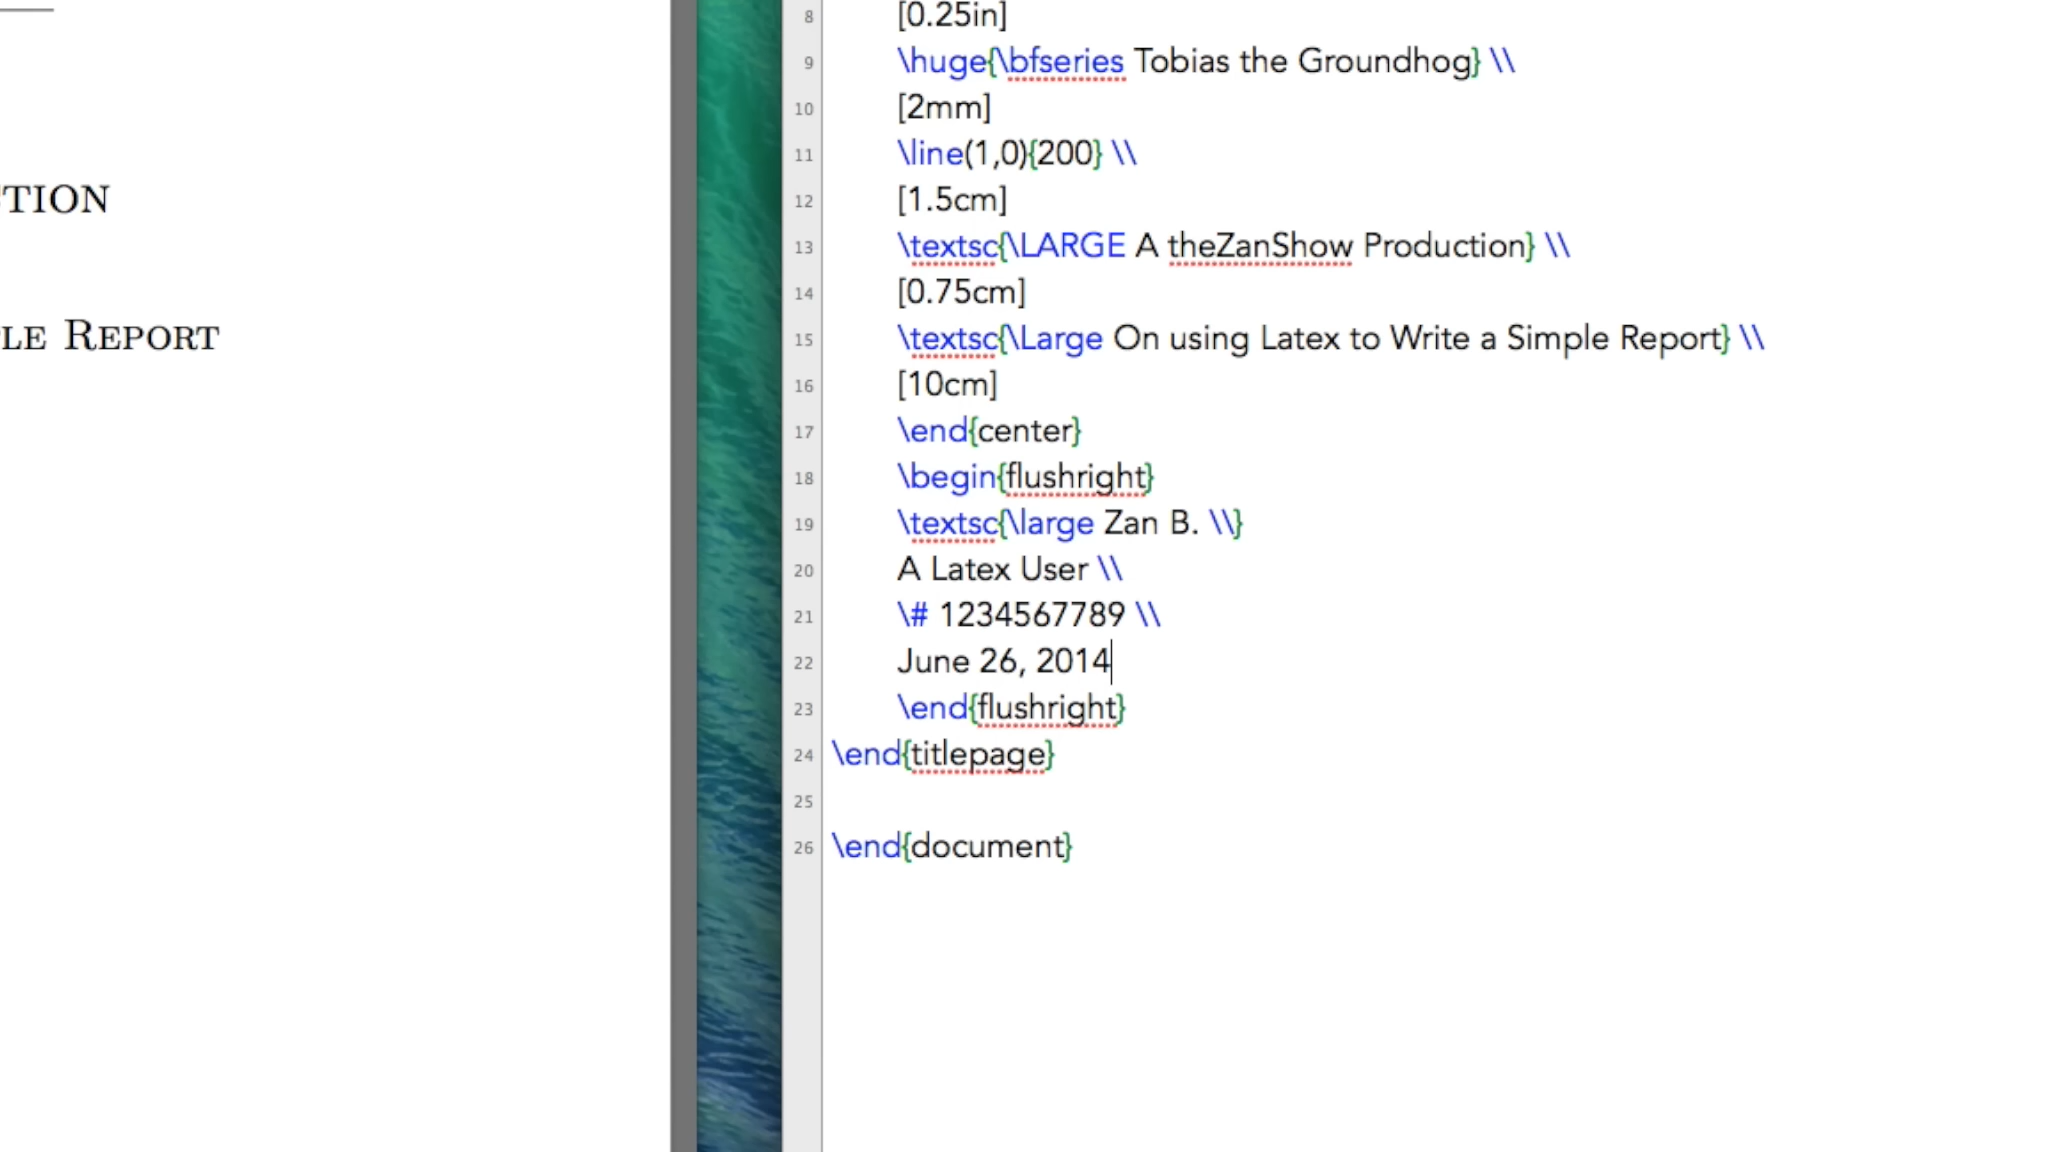 TION
LE REPORT
8 [0.25in]
9 \huge{\bfseries Tobias the Groundhog} \\
10 [2mm]
11 \line(1,0){200} \\
12 [1.5cm]
13 \textsc{\LARGE A theZanShow Production} \\
14 [0.75cm]
15 \textsc{\Large On using Latex to Write a Simple Report} \\
16 [10cm]
17 \end{center}
18 \begin{flushright}
19 \textsc{\large Zan B. \\}
20 A Latex User \\
21 \# 1234567789 \\
22 June 26, 2014
23 \end{flushright}
24 \end{titlepage}
25
26 \end{document}